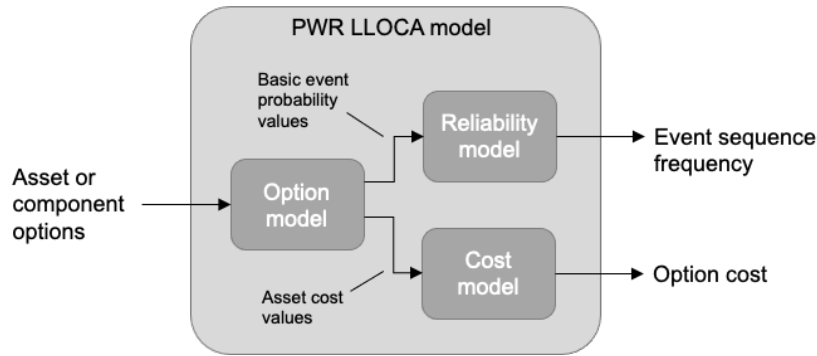 PWR LLOCA model
Basic event
probability
values
Reliability
model
Event sequence
frequency
Asset or
component
options
Option
model
Cost
model
Option cost
Asset cost
values